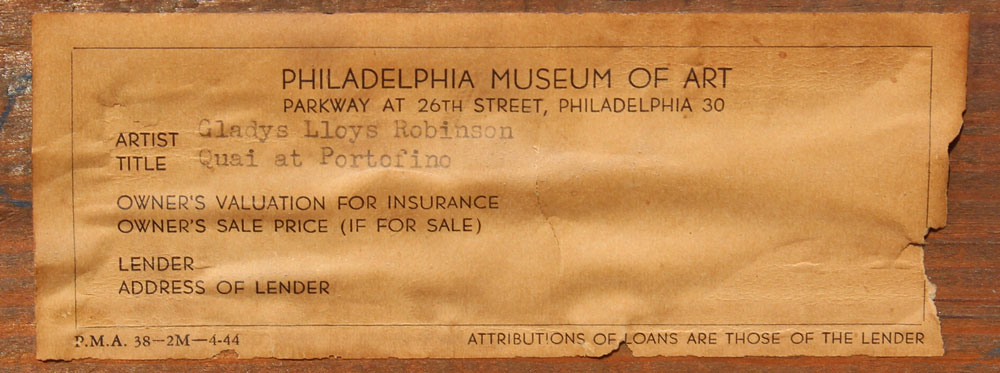 PHILADELPHIA MUSEUM OF ART
PARKWAY AT 26TH STREET, PHILADELPHIA 30
ARTIST Gladys Lloys Robinson
TITLE Quai at Portofino
OWNER'S VALUATION FOR INSURANCE
OWNER'S SALE PRICE (IF FOR SALE)
LENDER
ADDRESS OF LENDER
P.M.A. 38—2M—4-44 ATTRIBUTIONS OF LOANS ARE THOSE OF THE LENDER